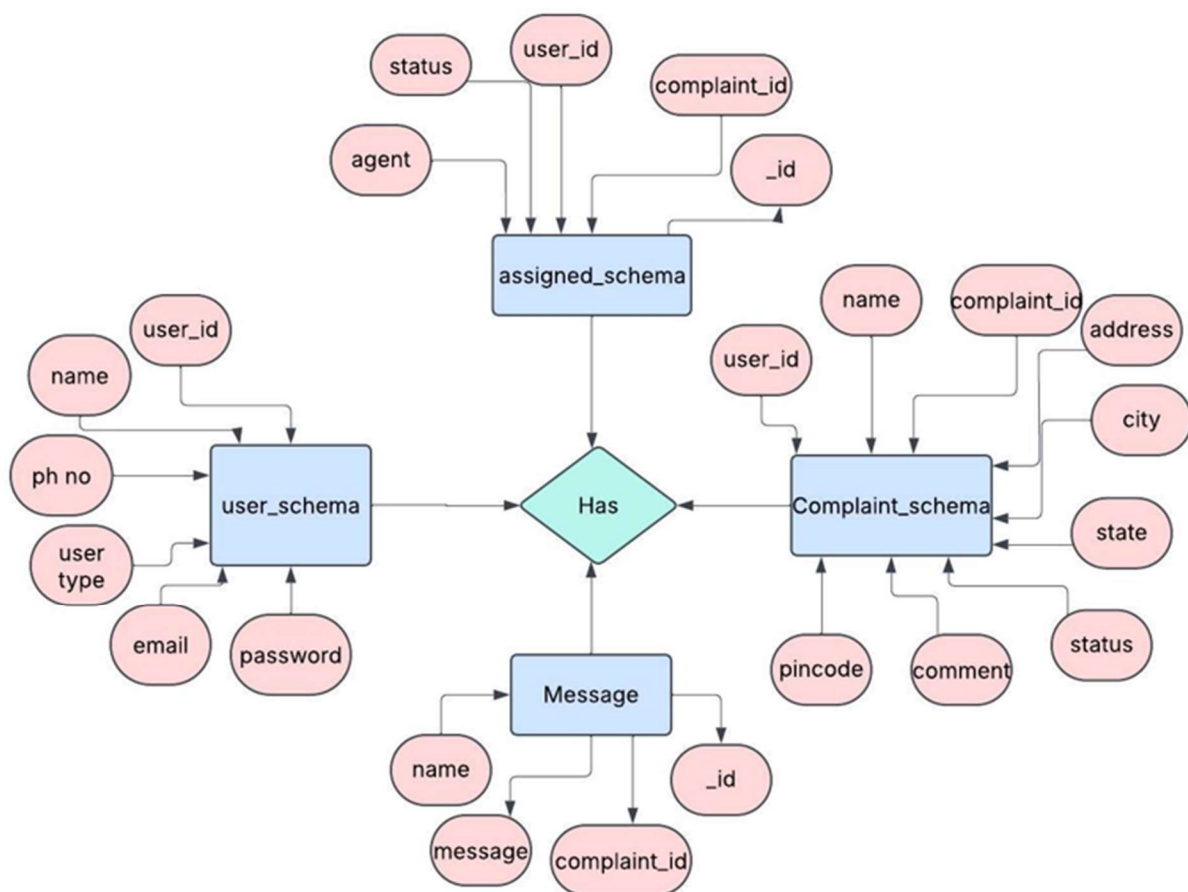 user_id
status
complaint_id
agent
_id
assigned_schema
name
complaint_id
user_id
address
user_id
name
city
ph no
user_schema
Has
Complaint_schema
state
user
type
email
password
pincode
comment
status
Message
name
_id
message
complaint_id